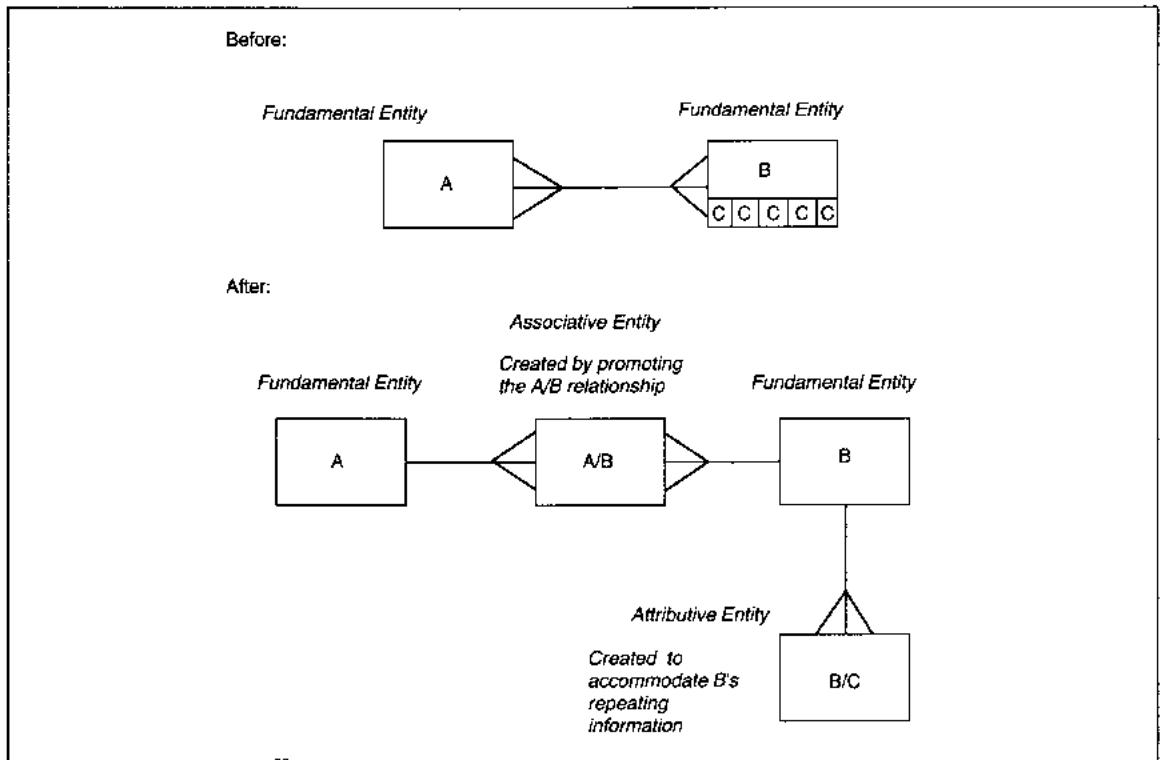 Before:
Fundamental Entity
Fundamental Entity
A
B
C C C C C
After:
Associative Entity
Created by promoting
the A/B relationship
Fundamental Entity
Fundamental Entity
A
A/B
B
Attributive Entity
Created to
accommodate B's
repeating
information
B/C